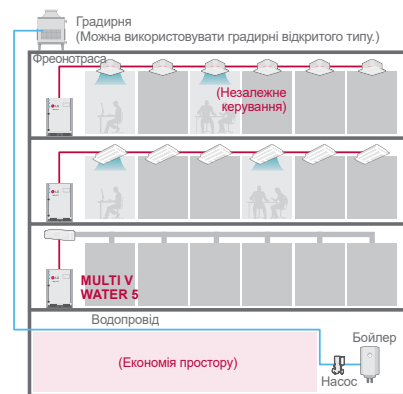 Градирня
(Можна використовувати градирні відкритого типу.)
Фреонотраса
(Незалежне
керування)
MULTI V
WATER 5
Водопровід
Бойлер
(Економія простору)
Насос